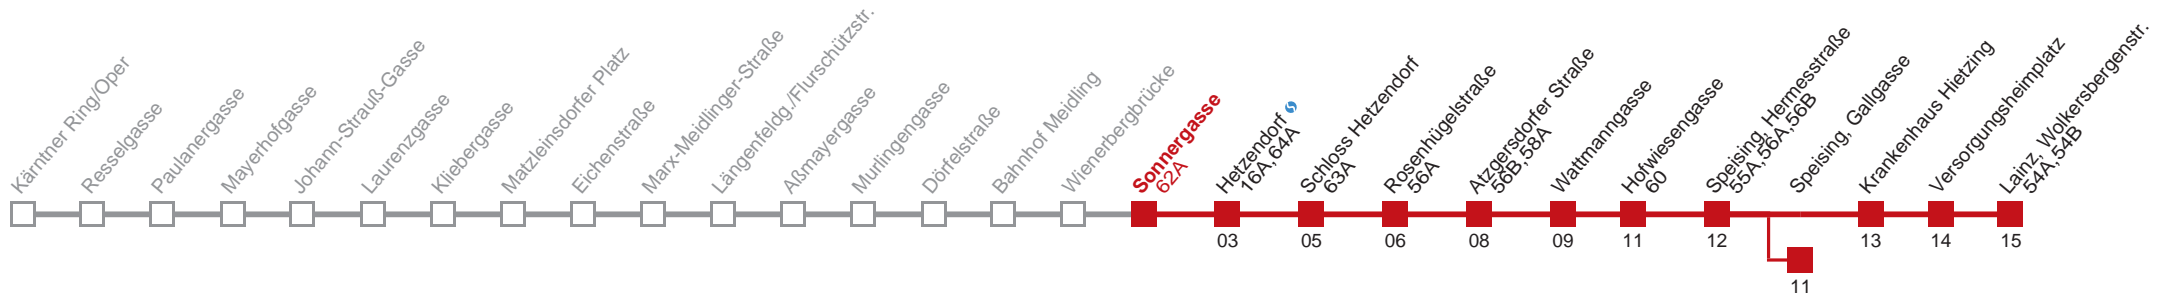 Kärntner Ring/Oper
Resselgasse
Paulanergasse
Mayerhofgasse
Johann-Strauß-Gasse
Laurenzgasse
Kliebergasse
Matzleinsdorfer Platz
Eichenstraße
Marx-Meidlinger-Straße
Längenfeldg./Flurschützstr.
Aßmayergasse
Murlingengasse
Dörfelstraße
Bahnhof Meidling
Wienerbergbrücke
Sonnergasse
62A
Hetzendorf
16A,64A
Schloss Hetzendorf
63A
Rosenhügelstraße
56A
Atzgersdorfer Straße
56B,58A
Wattmanngasse
Hofwiesengasse
60
Speising, Hermesstraße
55A,56A,56B
Speising, Gallgasse
Krankenhaus Hietzing
Versorgungsheimplatz
Lainz, Wolkersbergenstr.
54A,54B
03
05
06
08
09
11
12
13
14
15
11